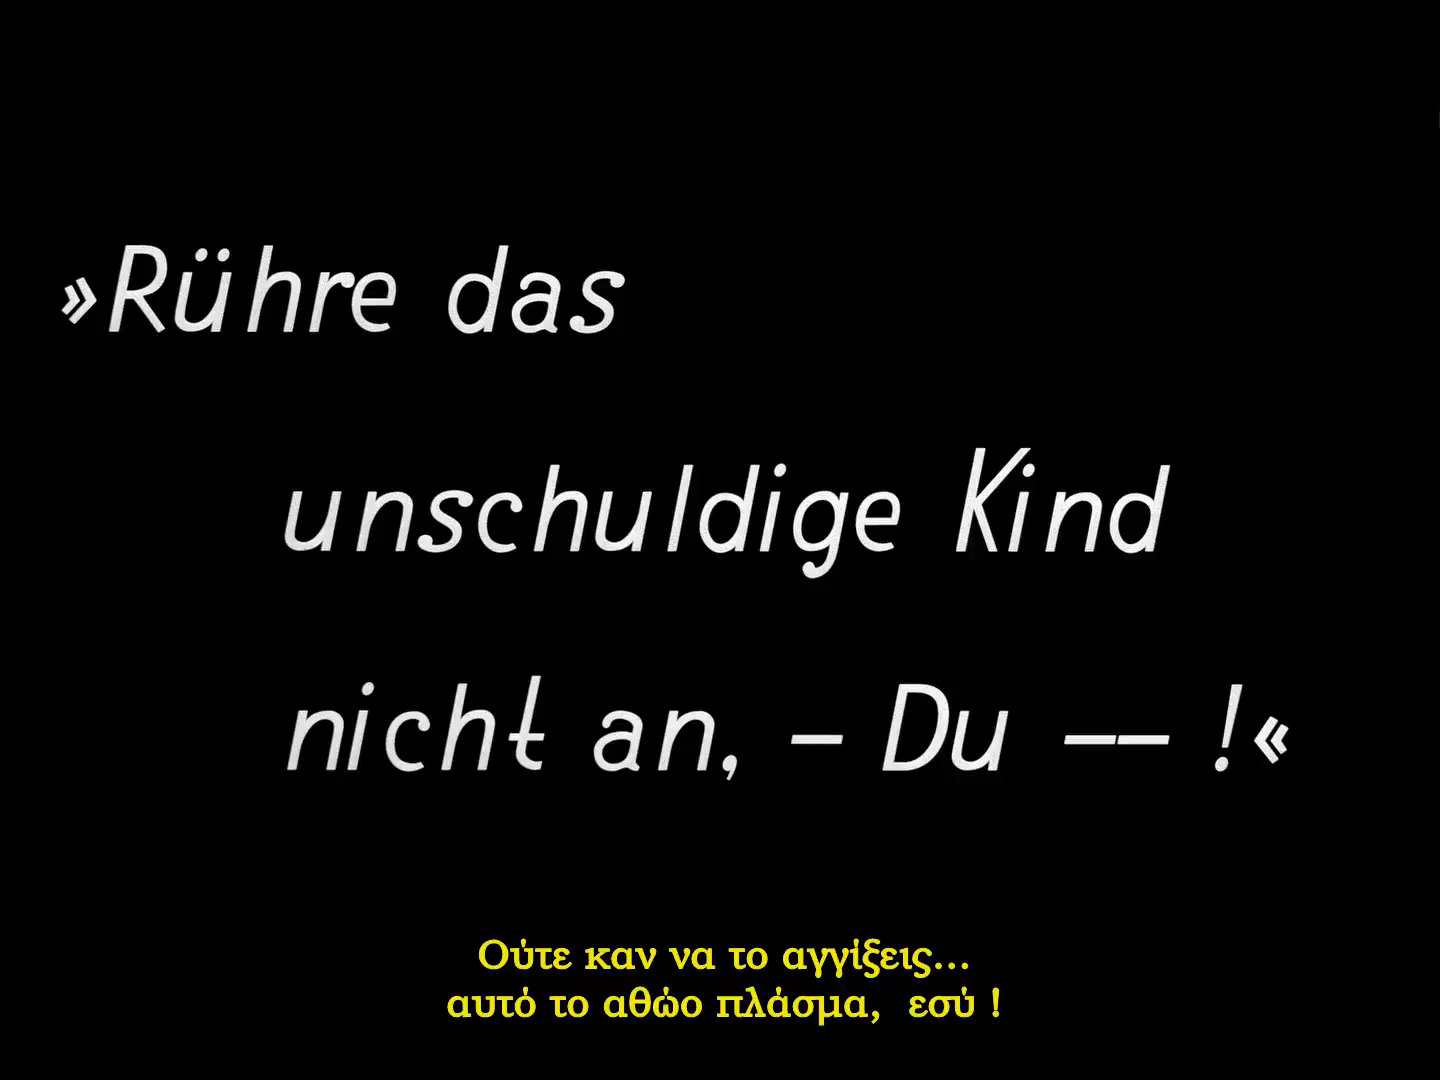 »Rühre das
unschuldige Kind
nicht an, – Du –– !«
Ούτε καν να το αγγίξεις...
αυτό το αθώο πλάσμα,  εσύ !